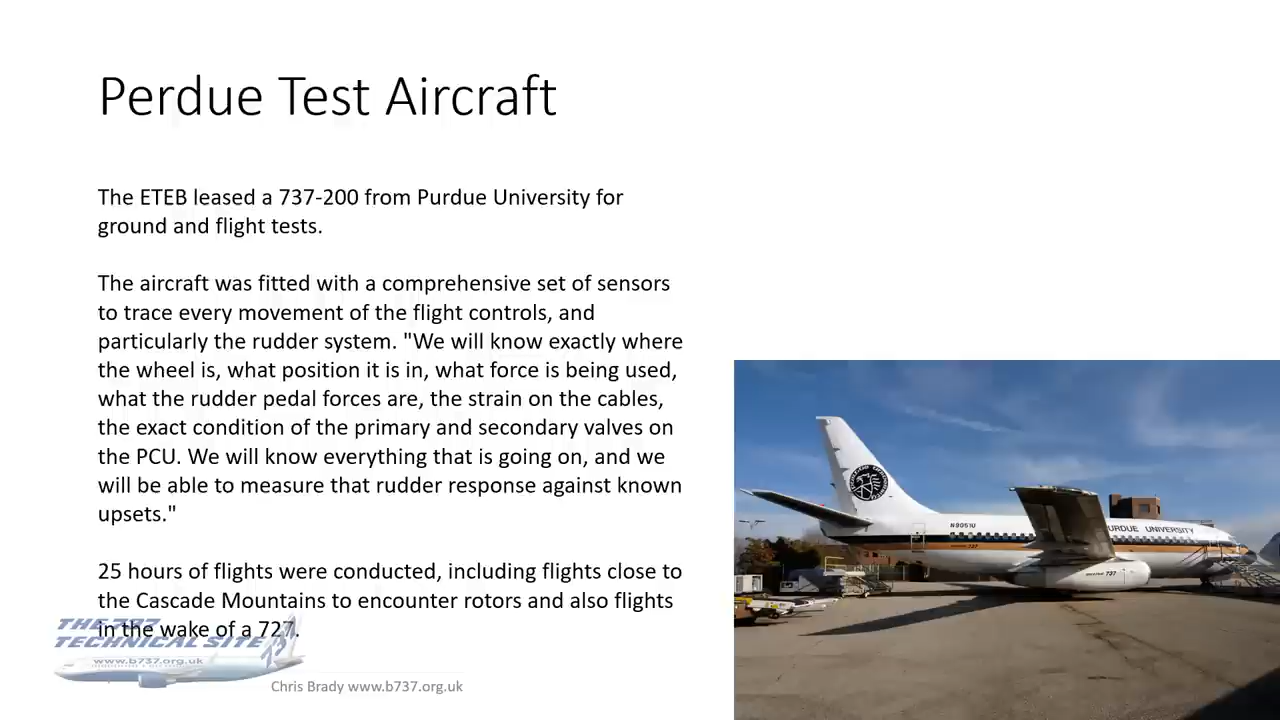 Perdue Test Aircraft
The ETEB leased a 737-200 from Purdue University for
ground and flight tests.
The aircraft was fitted with a comprehensive set of sensors
to trace every movement of the flight controls, and
particularly the rudder system. "We will know exactly where
the wheel is, what position it is in, what force is being used,
what the rudder pedal forces are, the strain on the cables,
the exact condition of the primary and secondary valves on
the PCU. We will know everything that is going on, and we
will be able to measure that rudder response against known
upsets."
25 hours of flights were conducted, including flights close to
the Cascade Mountains to encounter rotors and also flights
in the wake of a 727.
THE 737
TECHNICAL SITE
www.b737.org.uk
Chris Brady www.b737.org.uk
N9051U
PURDUE UNIVERSITY
737